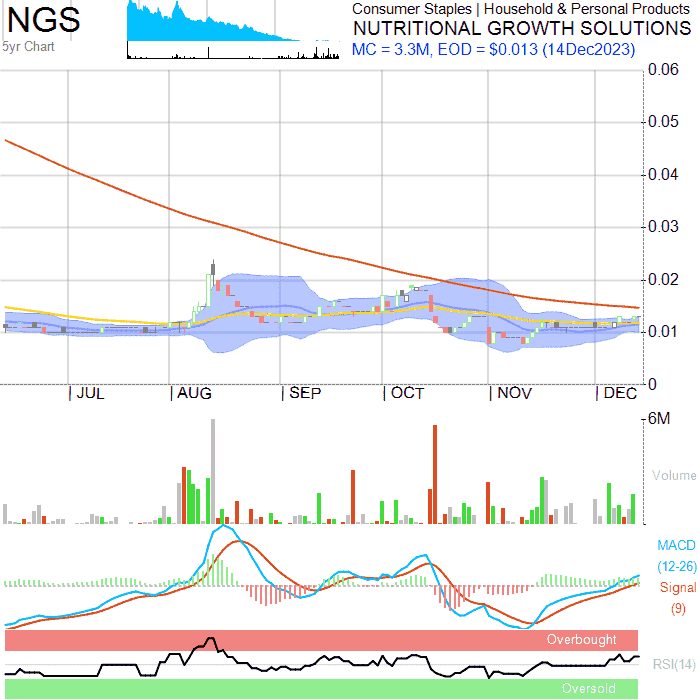 NGS
5yr Chart
Consumer Staples | Household & Personal Products
NUTRITIONAL GROWTH SOLUTIONS
MC = 3.3M, EOD = $0.013 (14Dec2023)
0.06
0.05
0.04
0.03
0.02
0.01
0
JUL
AUG
SEP
OCT
NOV
DEC
6M
Volume
MACD
(12-26)
Signal
(9)
Overbought
RSI(14)
Oversold